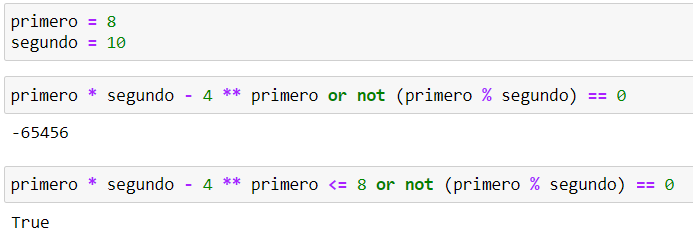 primero = 8
segundo = 10
primero * segundo - 4 ** primero or not (primero % segundo) == 0
-65456
primero * segundo - 4 ** primero <= 8 or not (primero % segundo) == 0
True